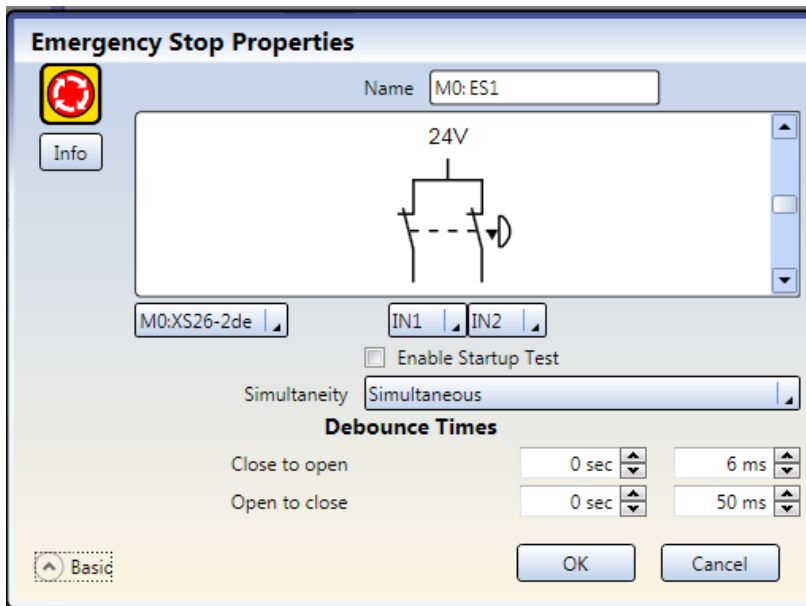 Emergency Stop Properties
Name M0: ES1
Info
24V
M0:XS26-2de IN1 IN2
Enable Startup Test
Simultaneity Simultaneous
Debounce Times
Close to open 0 sec 6 ms
Open to close 0 sec 50 ms
Basic OK Cancel